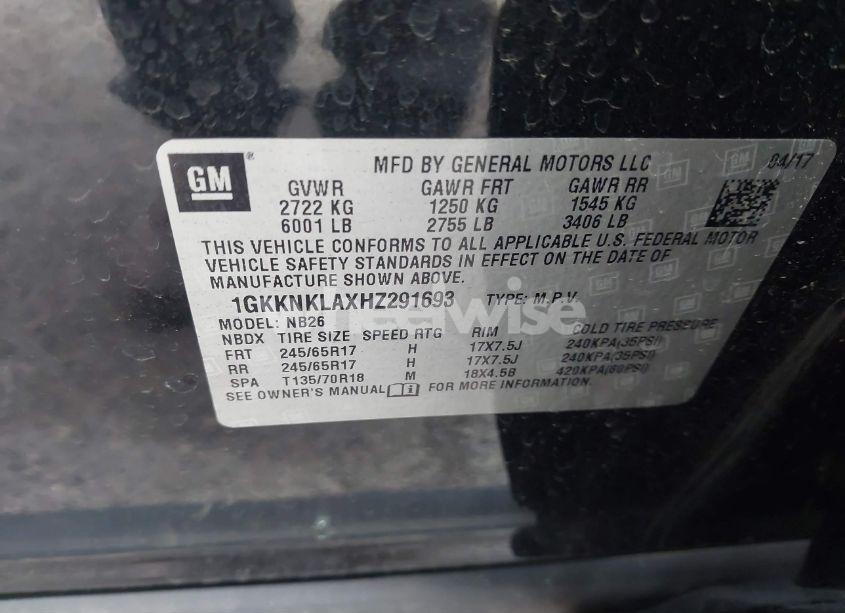 GM ® MFD BY GENERAL MOTORS LLC 04/17
GVWR GAWR FRT GAWR RR
2722 KG 1250 KG 1545 KG
6001 LB 2755 LB 3406 LB
THIS VEHICLE CONFORMS TO ALL APPLICABLE U.S. FEDERAL MOTOR
VEHICLE SAFETY STANDARDS IN EFFECT ON THE DATE OF
MANUFACTURE SHOWN ABOVE.
1GKKNKLAXHZ291693 TYPE: M.P.V.
MODEL: NB26
NBDX TIRE SIZE SPEED RTG RIM COLD TIRE PRESSURE
FRT 245/65R17 H 17X7.5J 240KPA(35PSI)
RR 245/65R17 H 17X7.5J 240KPA(35PSI)
SPA T135/70R18 M 18X4.5B 420KPA(60PSI)
SEE OWNER'S MANUAL FOR MORE INFORMATION.